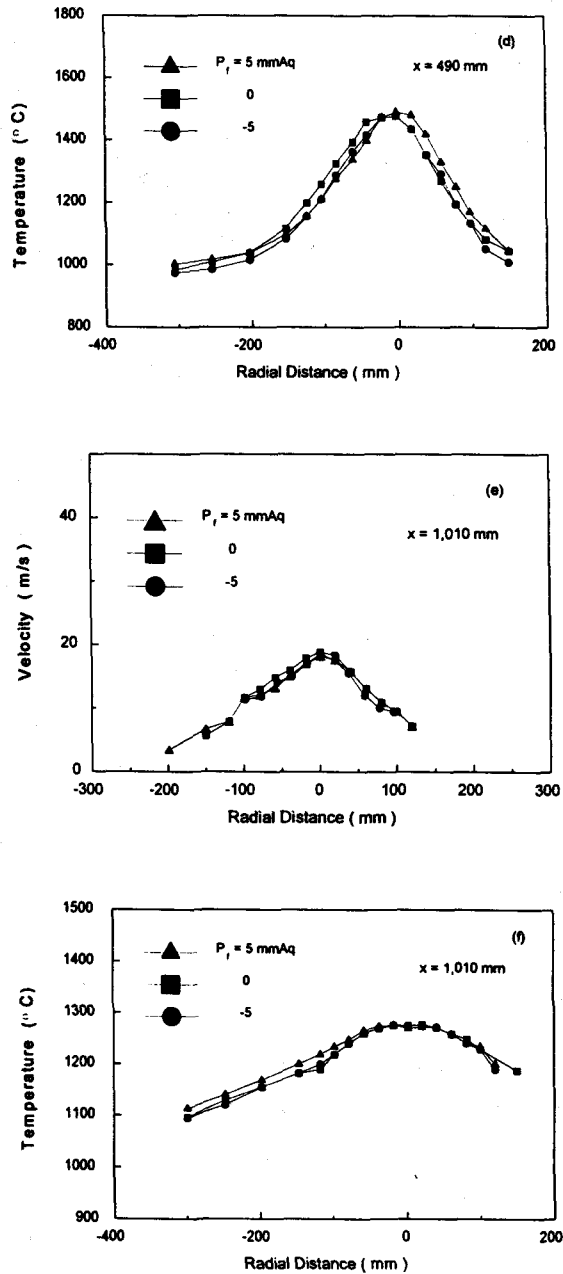 1800
(d)
P f = 5 mmAq
x = 490 mm
0
1600
-5
1400
Temperature (° C)
1200
1000
800
-400 -200 0 200
Radial Distance ( mm )
(e)
P f = 5 mmAq
40
x = 1,010 mm
0
-5
Velocity ( m/s )
20
0
-300 -200 -100 0 100 200 300
Radial Distance ( mm )
1500
(f)
P f = 5 mmAq
x = 1,010 mm
1400
0
-5
1300
Temperature (° C)
1200
1100
1000
900
-400 -200 0 200
Radial Distance ( mm )